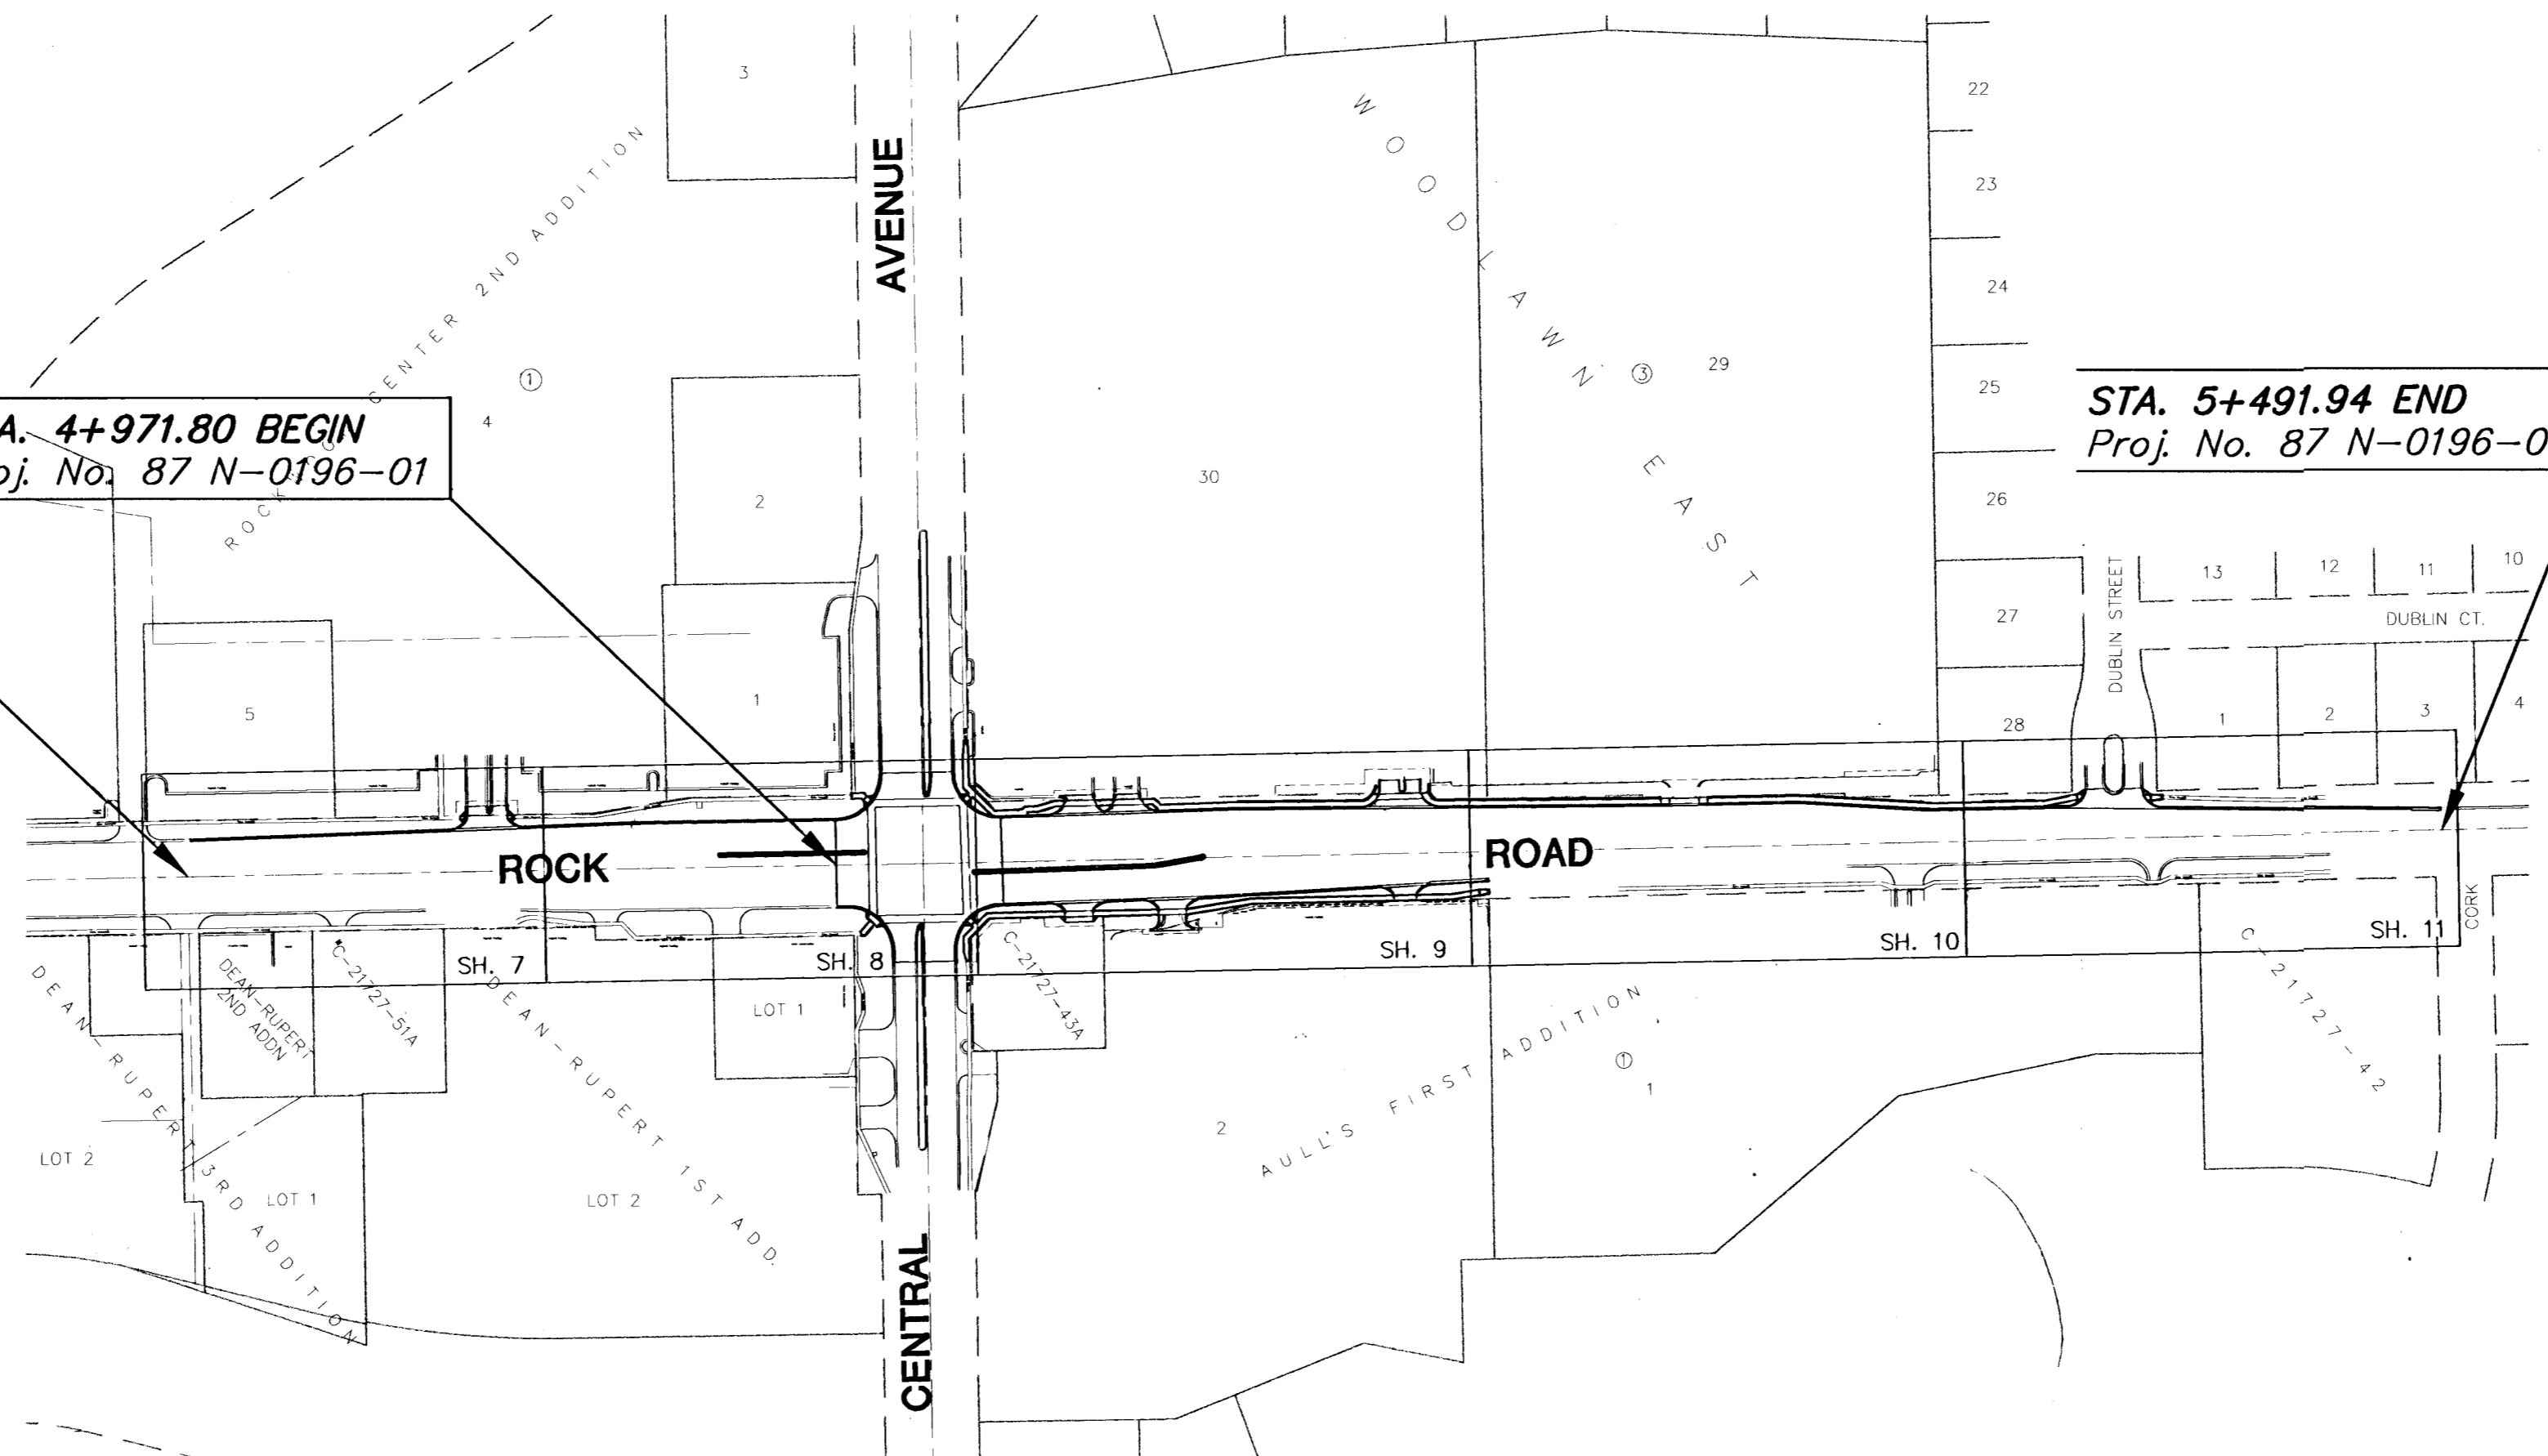 3
AVENUE
WOODLAWN EAST
22
23
24
25
26
27
28
ROCK
CENTER 2ND ADDITION
①
4
③
29
30
4+971.80 BEGIN
No. 87 N-0196-01
STA. 5+491.94 END
Proj. No. 87 N-0196-0
2
1
5
DUBLIN STREET
13
12
11
10
DUBLIN CT.
1
2
3
4
ROCK
ROAD
SH. 7
SH. 8
SH. 9
SH. 10
SH. 11
CORK
DEAN-RUPERT 3RD ADDITION
DEAN-RUPERT
2ND ADDN
C-21727-51A
DEAN-RUPERT 1ST ADD.
LOT 1
C-21727-43A
AULL'S FIRST ADDITION
①
1
2
C-21727-42
LOT 2
LOT 1
LOT 2
CENTRAL